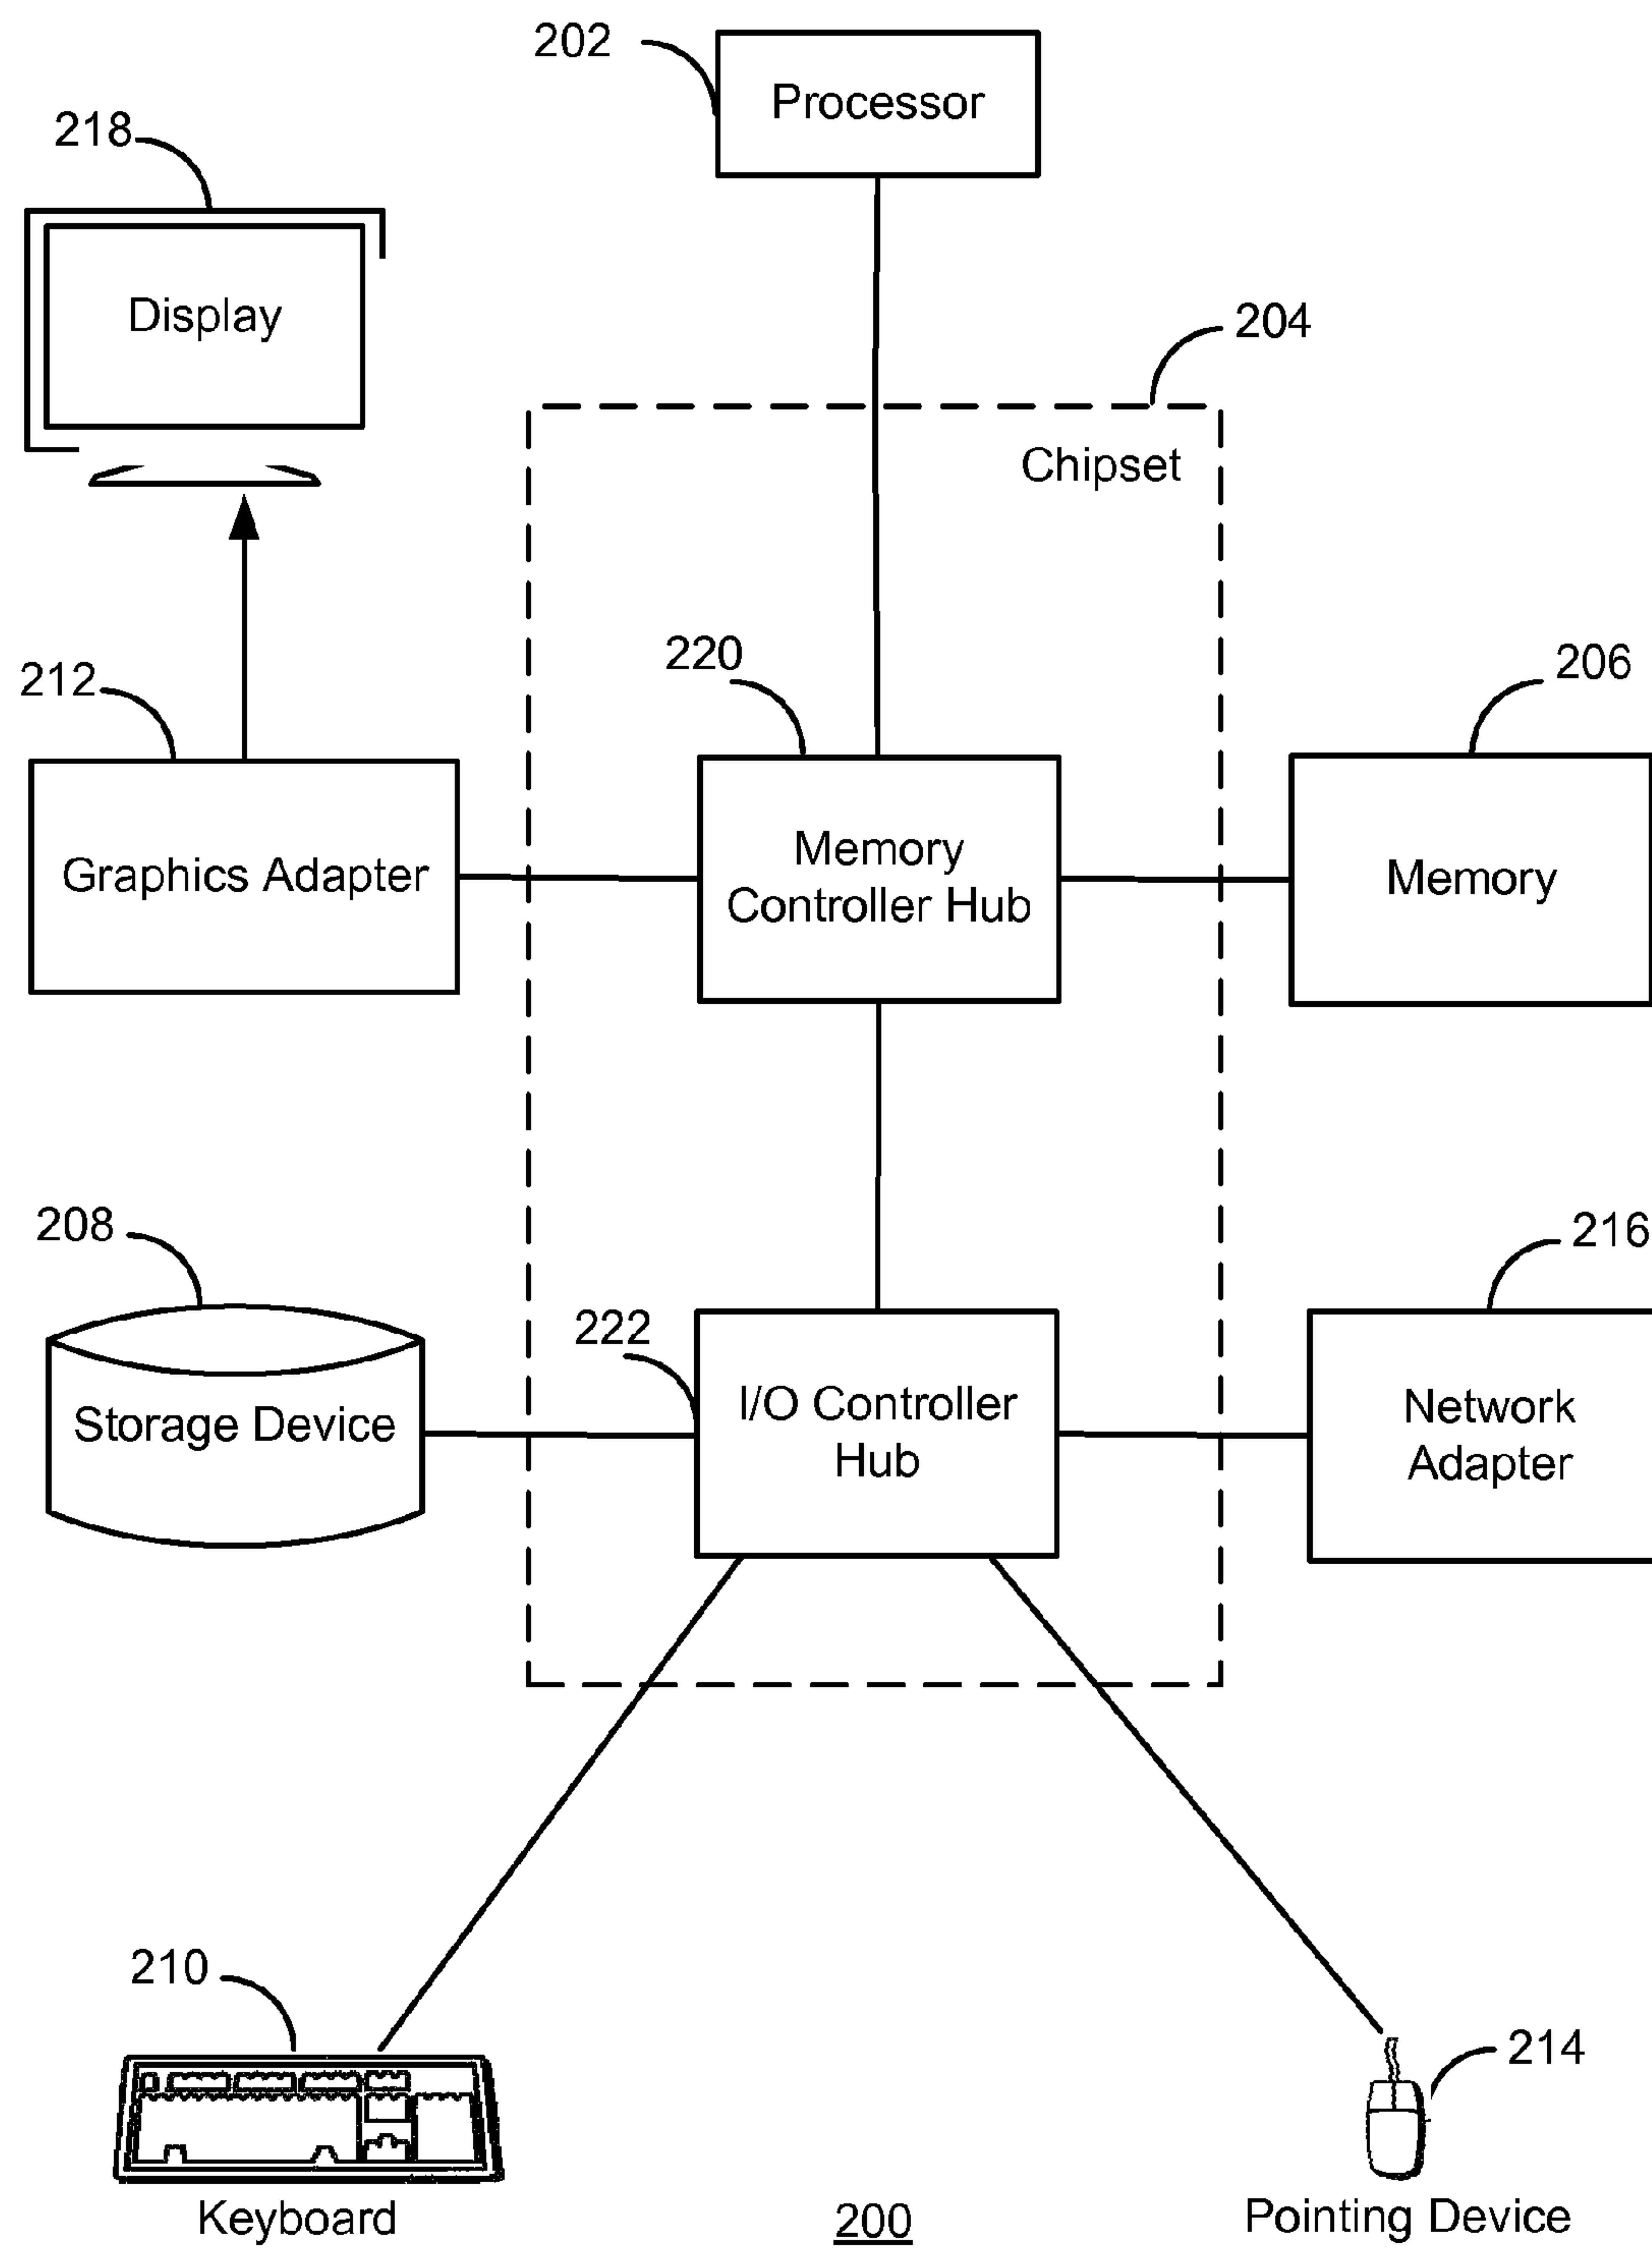 202
Processor
218
Display
204
Chipset
220
212
206
Graphics Adapter
Memory
Controller Hub
Memory
208
216
222
Storage Device
I/O Controller
Hub
Network
Adapter
210
214
Keyboard
200
Pointing Device